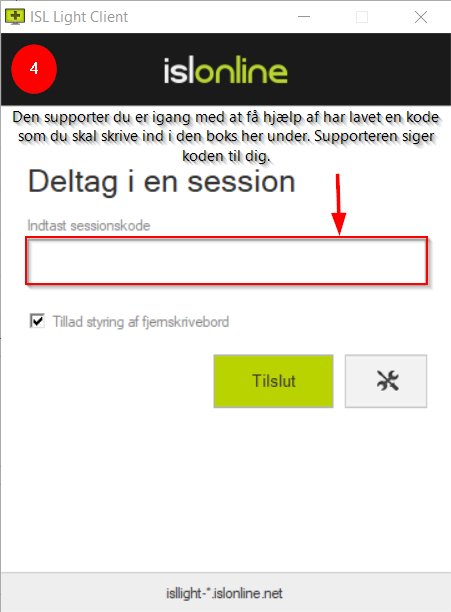 ISL Light Client
4
islonline
Den supporter du er igang med at få hjælp af har lavet en kode
som du skal skrive ind i den boks her under. Supporteren siger
koden til dig.
Deltag i en session
Indtast sessionskode
Tillad styring af fjernskrivebord
Tilslut
isllight-*.islonline.net